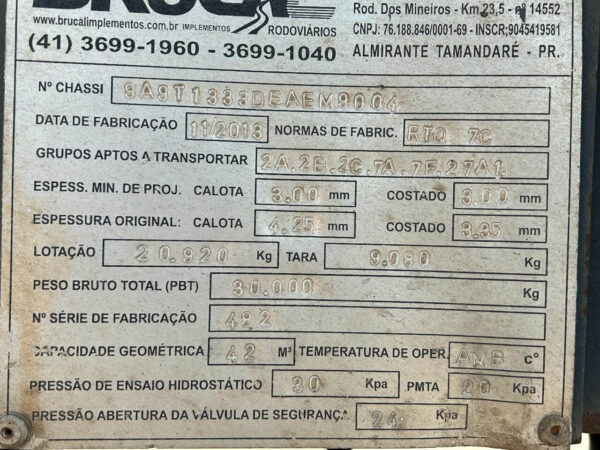 BRUCAL
RODOVIÁRIOS
www.brucalimplementos.com.br IMPLEMENTOS
(41) 3699-1960 - 3699-1040
Rod. Dos Mineiros - Km 23,5 - nº 14552
CNPJ: 76.188.846/0001-69 - INSCR;9045419581
ALMIRANTE TAMANDARÉ - PR.
Nº CHASSI 9A9T1333DEAEM9004
DATA DE FABRICAÇÃO 11/2013 NORMAS DE FABRIC. RTQ 7C
GRUPOS APTOS A TRANSPORTAR 2A.2B.2C.7A.7E.27A1.
ESPESS. MIN. DE PROJ. CALOTA 3.00 mm COSTADO 3.00 mm
ESPESSURA ORIGINAL: CALOTA 4.25 mm COSTADO 3.35 mm
LOTAÇÃO 20.920 Kg TARA 9.080 Kg
PESO BRUTO TOTAL (PBT) 30.000 Kg
Nº SÉRIE DE FABRICAÇÃO 492
CAPACIDADE GEOMÉTRICA 42 M³ TEMPERATURA DE OPER. AMB Cº
PRESSÃO DE ENSAIO HIDROSTÁTICO 30 Kpa PMTA 20 Kpa
PRESSÃO ABERTURA DA VÁLVULA DE SEGURANÇA 24 Kpa